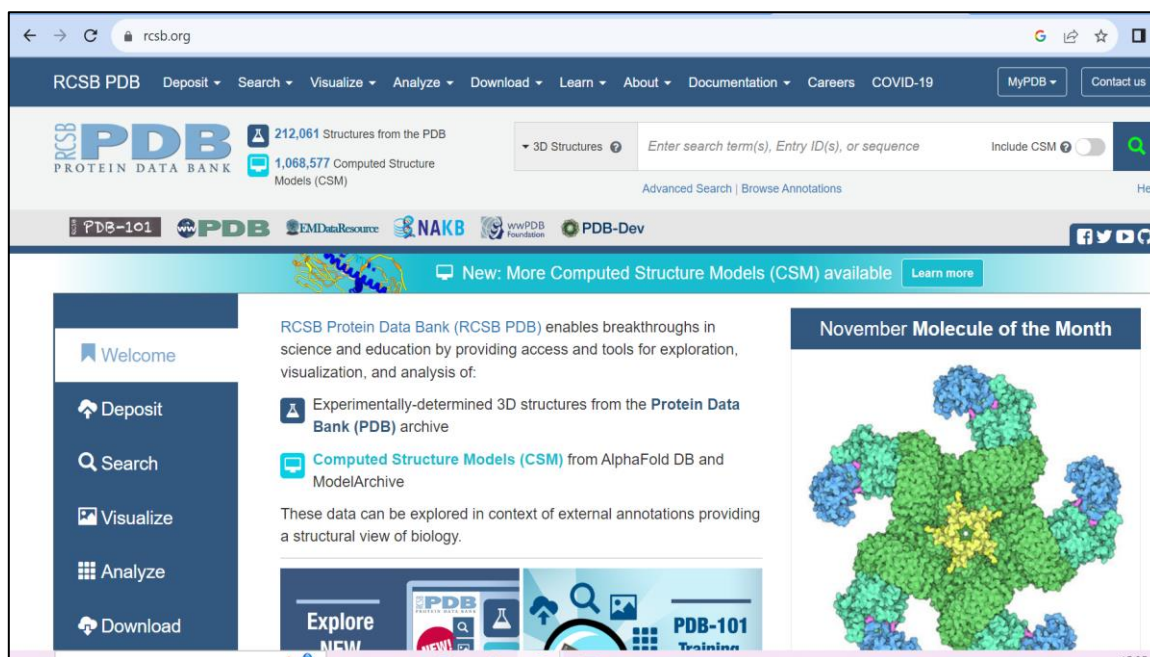 rcsb.org
RCSB PDB Deposit Search Visualize Analyze Download Learn About Documentation Careers COVID-19 MyPDB Contact us
RCSB
PDB
PROTEIN DATA BANK
212,061 Structures from the PDB
1,068,577 Computed Structure
Models (CSM)
3D Structures
Enter search term(s), Entry ID(s), or sequence
Include CSM
Advanced Search | Browse Annotations
He
PDB-101 wwPDB EMDataResource NAKB wwPDB Foundation PDB-Dev
New: More Computed Structure Models (CSM) available Learn more
Welcome
Deposit
Search
Visualize
Analyze
Download
RCSB Protein Data Bank (RCSB PDB) enables breakthroughs in
science and education by providing access and tools for exploration,
visualization, and analysis of:
Experimentally-determined 3D structures from the Protein Data
Bank (PDB) archive
Computed Structure Models (CSM) from AlphaFold DB and
ModelArchive
These data can be explored in context of external annotations providing
a structural view of biology.
Explore
NEW
PDB
NEW!
PDB-101
Training
November Molecule of the Month